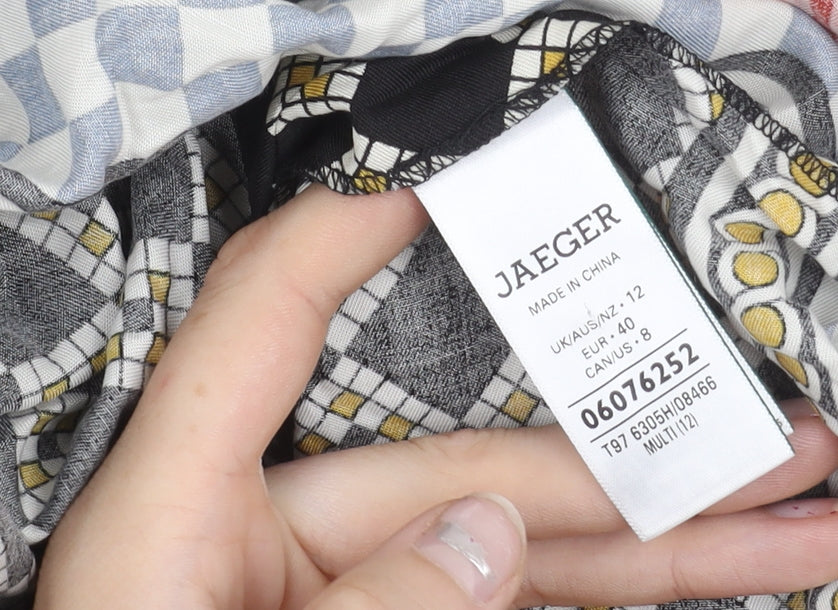 JAEGER
MADE IN CHINA
UK/AUS/NZ • 12
EUR • 40
CAN/US • 8
06076252
T97 6305H/08466
MULTI (12)